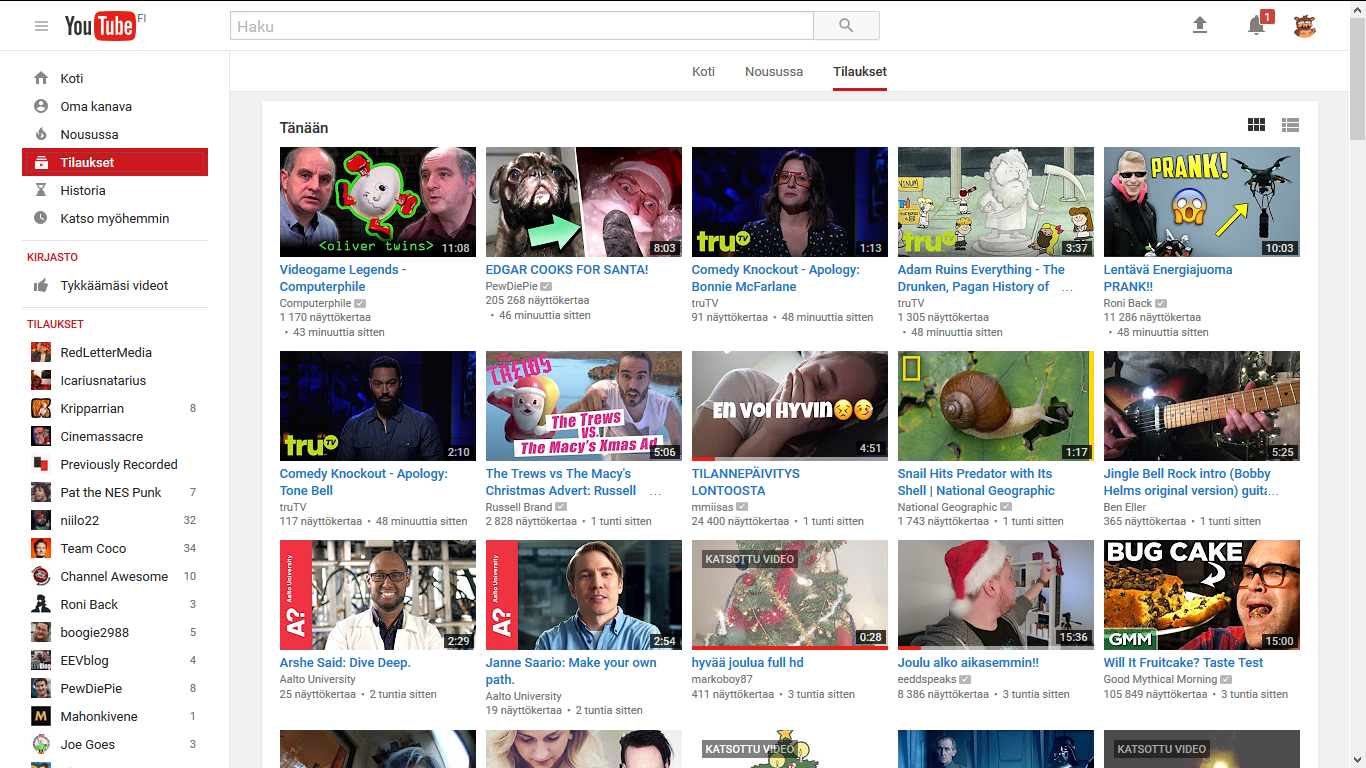 YouTube FI
Haku
1
Koti
Oma kanava
Nousussa
Tilaukset
Historia
Katso myöhemmin
KIRJASTO
Tykkäämäsi videot
TILAUKSET
RedLetterMedia
Icariusnatarius
Kripparrian 8
Cinemassacre
Previously Recorded
Pat the NES Punk 7
niilo22 32
Team Coco 34
Channel Awesome 10
Roni Back 3
boogie2988 5
EEVblog 4
PewDiePie 8
Mahonkivene 1
Joe Goes 3
Koti Nousussa Tilaukset
Tänään
<oliver twins> 11:08
Videogame Legends -
Computerphile
Computerphile
1 170 näyttökertaa
• 43 minuuttia sitten
8:03
EDGAR COOKS FOR SANTA!
PewDiePie
205 268 näyttökertaa
• 46 minuuttia sitten
truTV 1:13
Comedy Knockout - Apology:
Bonnie McFarlane
truTV
91 näyttökertaa • 48 minuuttia sitten
truTV 3:37
Adam Ruins Everything - The
Drunken, Pagan History of ...
truTV
1 305 näyttökertaa
• 48 minuuttia sitten
PRANK!
10:03
Lentävä Energiajuoma
PRANK!!
Roni Back
11 286 näyttökertaa
• 48 minuuttia sitten
truTV 2:10
Comedy Knockout - Apology:
Tone Bell
truTV
117 näyttökertaa • 48 minuuttia sitten
THE TREWS
The Trews
VS.
The Macy's Xmas Ad
5:06
The Trews vs The Macy's
Christmas Advert: Russell ...
Russell Brand
2 828 näyttökertaa • 1 tunti sitten
EN VOI HYVIN
4:51
TILANNEPÄIVITYS
LONTOOSTA
mmiisas
24 400 näyttökertaa • 1 tunti sitten
1:17
Snail Hits Predator with Its
Shell | National Geographic
National Geographic
1 743 näyttökertaa • 1 tunti sitten
5:25
Jingle Bell Rock intro (Bobby
Helms original version) guita...
Ben Eller
365 näyttökertaa • 1 tunti sitten
A? Aalto University
2:29
Arshe Said: Dive Deep.
Aalto University
25 näyttökertaa • 2 tuntia sitten
A? Aalto University
2:54
Janne Saario: Make your own
path.
Aalto University
19 näyttökertaa • 2 tuntia sitten
KATSOTTU VIDEO
0:28
hyvää joulua full hd
markoboy87
411 näyttökertaa • 3 tuntia sitten
15:36
Joulu alko aikasemmin!!
eeddspeaks
8 386 näyttökertaa • 3 tuntia sitten
BUG CAKE
GMM 15:00
Will It Fruitcake? Taste Test
Good Mythical Morning
105 849 näyttökertaa • 3 tuntia sitten
KATSOTTU VIDEO
KATSOTTU VIDEO